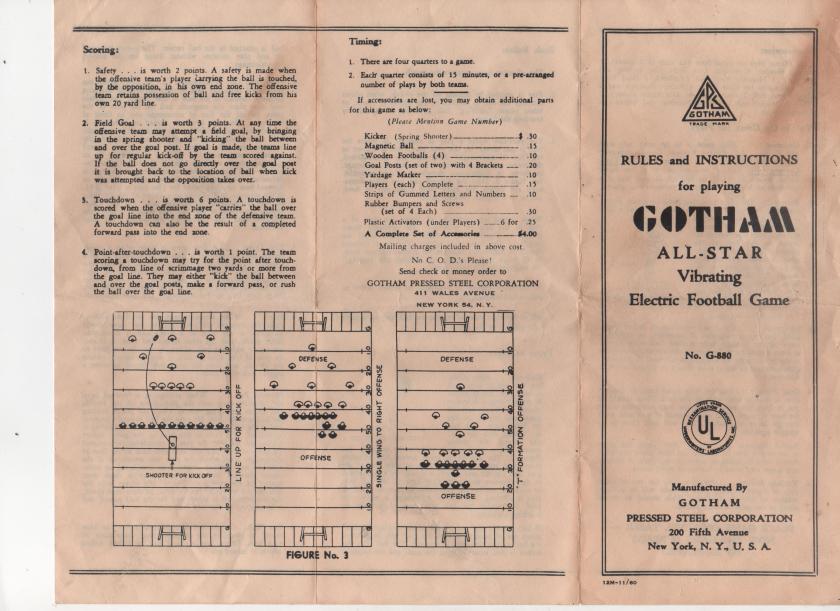 Scoring:
1. Safety . . . is worth 2 points. A safety is made when
the offensive team's player carrying the ball is touched,
by the opposition, in his own end zone. The offensive
team retains possession of ball and free kicks from his
own 20 yard line.
2. Field Goal . . . is worth 3 points. At any time the
offensive team may attempt a field goal, by bringing
in the spring shooter and "kicking" the ball between
and over the goal post. If goal is made, the teams line
up for regular kick-off by the team scored against.
If the ball does not go directly over the goal post
it is brought back to the location of ball when kick
was attempted and the opposition takes over.
3. Touchdown . . . is worth 6 points. A touchdown is
scored when the offensive player "carries" the ball over
the goal line into the end zone of the defensive team.
A touchdown can also be the result of a completed
forward pass into the end zone.
4. Point-after-touchdown . . . is worth 1 point. The team
scoring a touchdown may try for the point after touch-
down, from line of scrimmage two yards or more from
the goal line. They may either "kick" the ball between
and over the goal posts, make a forward pass, or rush
the ball over the goal line.
Timing:
1. There are four quarters to a game.
2. Each quarter consists of 15 minutes, or a pre-arranged
number of plays by both teams.
If accessories are lost, you may obtain additional parts
for this game as below:
(Please Mention Game Number)
Kicker (Spring Shooter) $ .30
Magnetic Ball .15
Wooden Footballs (4) .10
Goal Posts (set of two) with 4 Brackets .20
Yardage Marker .10
Players (each) Complete .15
Strips of Gummed Letters and Numbers .10
Rubber Bumpers and Screws
(set of 4 Each) .30
Plastic Activators (under Players) 6 for .25
A Complete Set of Accessories $4.00
Mailing charges included in above cost
No C. O. D.'s Please!
Send check or money order to
GOTHAM PRESSED STEEL CORPORATION
411 WALES AVENUE
NEW YORK 54, N. Y.
SHOOTER FOR KICK OFF
LINE UP FOR KICK OFF
DEFENSE
OFFENSE
SINGLE WING TO RIGHT OFFENSE
DEFENSE
OFFENSE
"T" FORMATION OFFENSE
FIGURE No. 3
GPS
GOTHAM
TRADE MARK
RULES and INSTRUCTIONS
for playing
GOTHAM
ALL-STAR
Vibrating
Electric Football Game
No. G-880
UL
Manufactured By
GOTHAM
PRESSED STEEL CORPORATION
200 Fifth Avenue
New York, N. Y., U. S. A.
12M-11/60